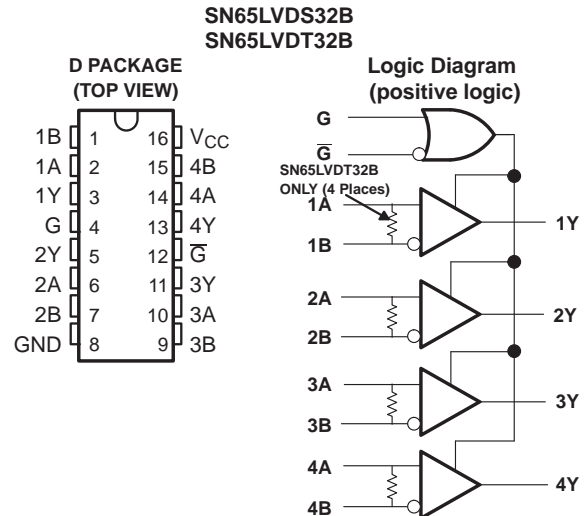 SN65LVDS32B
SN65LVDT32B
D PACKAGE
(TOP VIEW)
1B 1 16 VCC
1A 2 15 4B
1Y 3 14 4A
G 4 13 4Y
2Y 5 12 G̅
2A 6 11 3Y
2B 7 10 3A
GND 8 9 3B
Logic Diagram
(positive logic)
G
G̅
SN65LVDT32B
ONLY (4 Places)
1A
1B
1Y
2A
2B
2Y
3A
3B
3Y
4A
4B
4Y